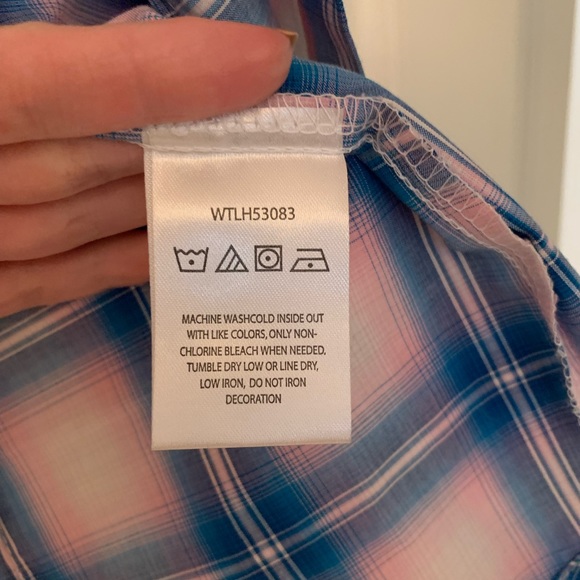 WTLH53083
MACHINE WASHCOLD INSIDE OUT
WITH LIKE COLORS, ONLY NON-
CHLORINE BLEACH WHEN NEEDED,
TUMBLE DRY LOW OR LINE DRY,
LOW IRON, DO NOT IRON
DECORATION